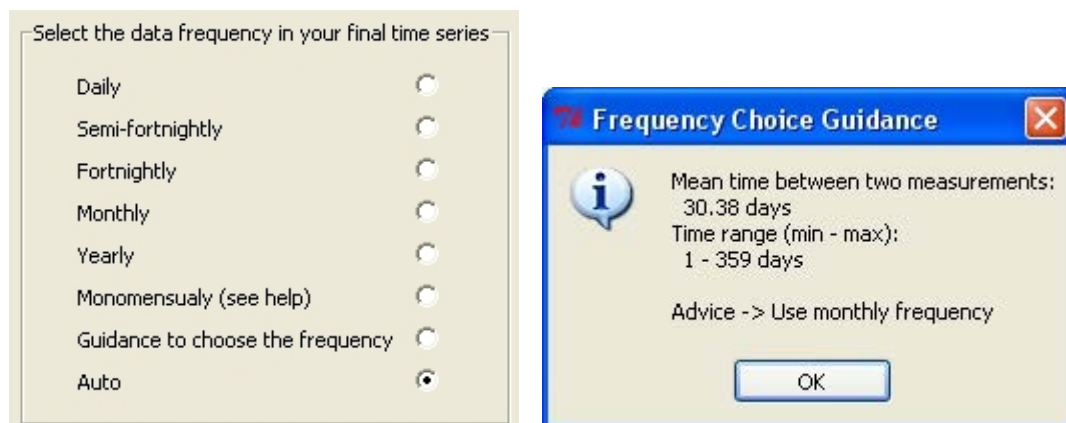 Select the data frequency in your final time series
Daily
Semi-fortnightly
Fortnightly
Monthly
Yearly
Monomensualy (see help)
Guidance to choose the frequency
Auto
Frequency Choice Guidance
Mean time between two measurements:
30.38 days
Time range (min - max):
1 - 359 days
Advice -> Use monthly frequency
OK